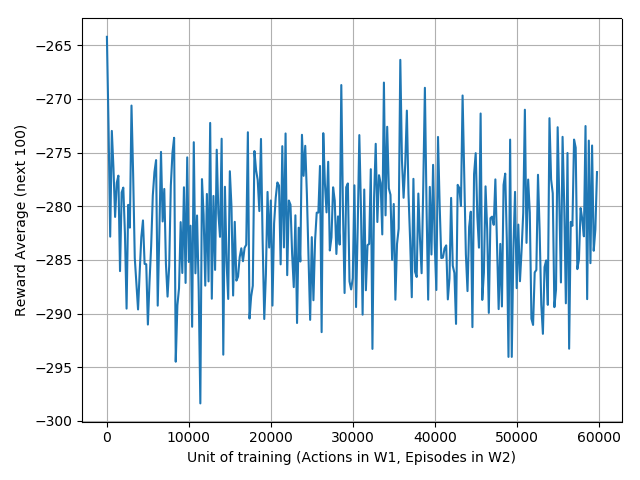 −265
−270
−275
−280
−285
−290
−295
−300
Reward Average (next 100)
0 10000 20000 30000 40000 50000 60000
Unit of training (Actions in W1, Episodes in W2)